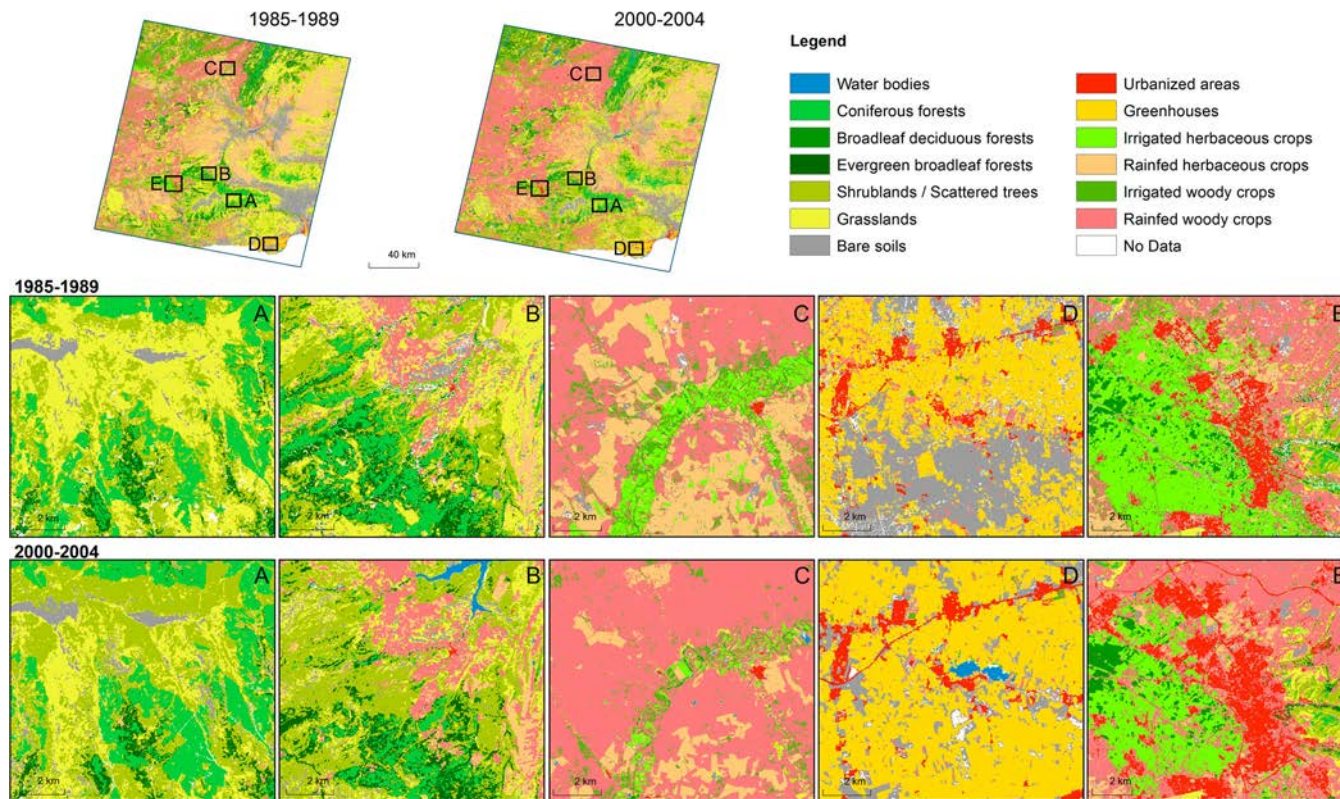 1985-1989
2000-2004
C
B
E
A
D
C
B
E
A
D
40 km
Legend
Water bodies
Coniferous forests
Broadleaf deciduous forests
Evergreen broadleaf forests
Shrublands / Scattered trees
Grasslands
Bare soils
Urbanized areas
Greenhouses
Irrigated herbaceous crops
Rainfed herbaceous crops
Irrigated woody crops
Rainfed woody crops
No Data
1985-1989
A
B
C
D
E
2 km
2 km
2 km
2 km
2 km
2000-2004
A
B
C
D
E
2 km
2 km
2 km
2 km
2 km